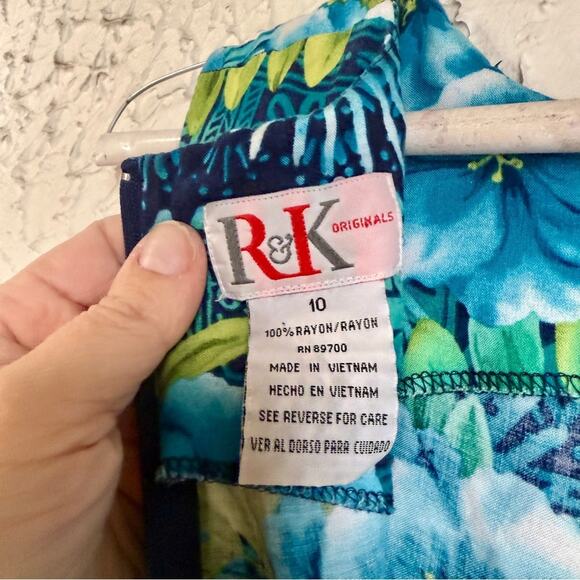 R&K ORIGINALS
10
100% RAYON/RAYON
RN 89700
MADE IN VIETNAM
HECHO EN VIETNAM
SEE REVERSE FOR CARE
VER AL DORSO PARA CUIDADO